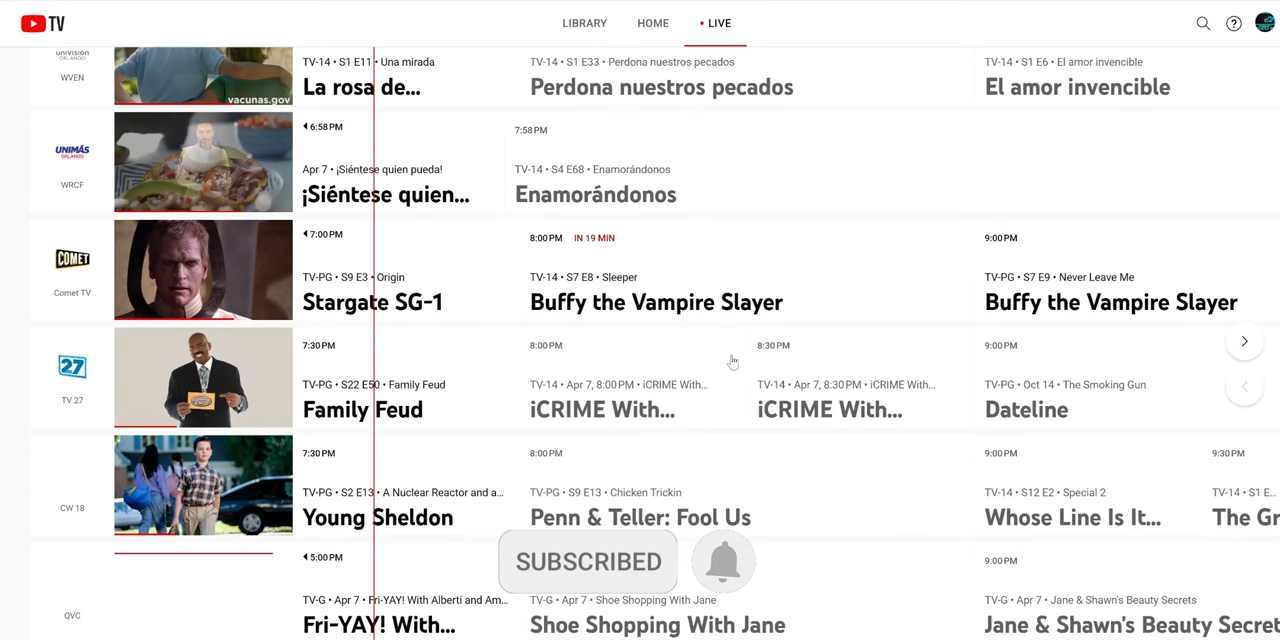 TV
LIBRARY
HOME
• LIVE
UNIVISION
ORLANDO
WVEN
vacunas.gov
TV-14 • S1 E11 • Una mirada
La rosa de...
TV-14 • S1 E33 • Perdona nuestros pecados
Perdona nuestros pecados
TV-14 • S1 E6 • El amor invencible
El amor invencible
UNIMÁS
ORLANDO
WRCF
6:58 PM
Apr 7 • ¡Siéntese quien pueda!
¡Siéntese quien...
7:58 PM
TV-14 • S4 E68 • Enamorándonos
Enamorándonos
COMET
Comet TV
7:00 PM
TV-PG • S9 E3 • Origin
Stargate SG-1
8:00 PM IN 19 MIN
TV-14 • S7 E8 • Sleeper
Buffy the Vampire Slayer
9:00 PM
TV-PG • S7 E9 • Never Leave Me
Buffy the Vampire Slayer
27
TV 27
7:30 PM
TV-PG • S22 E50 • Family Feud
Family Feud
8:00 PM
TV-14 • Apr 7, 8:00 PM • iCRIME With...
iCRIME With...
8:30 PM
TV-14 • Apr 7, 8:30 PM • iCRIME With...
iCRIME With...
9:00 PM
TV-PG • Oct 14 • The Smoking Gun
Dateline
CW 18
7:30 PM
TV-PG • S2 E13 • A Nuclear Reactor and a...
Young Sheldon
8:00 PM
TV-PG • S9 E13 • Chicken Trickin
Penn & Teller: Fool Us
9:00 PM
TV-14 • S12 E2 • Special 2
Whose Line Is It...
9:30 PM
TV-14 • S1 E...
The Gr
SUBSCRIBED
QVC
5:00 PM
TV-G • Apr 7 • Fri-YAY! With Alberti and Am...
Fri-YAY! With...
TV-G • Apr 7 • Shoe Shopping With Jane
Shoe Shopping With Jane
9:00 PM
TV-G • Apr 7 • Jane & Shawn's Beauty Secrets
Jane & Shawn's Beauty Secret